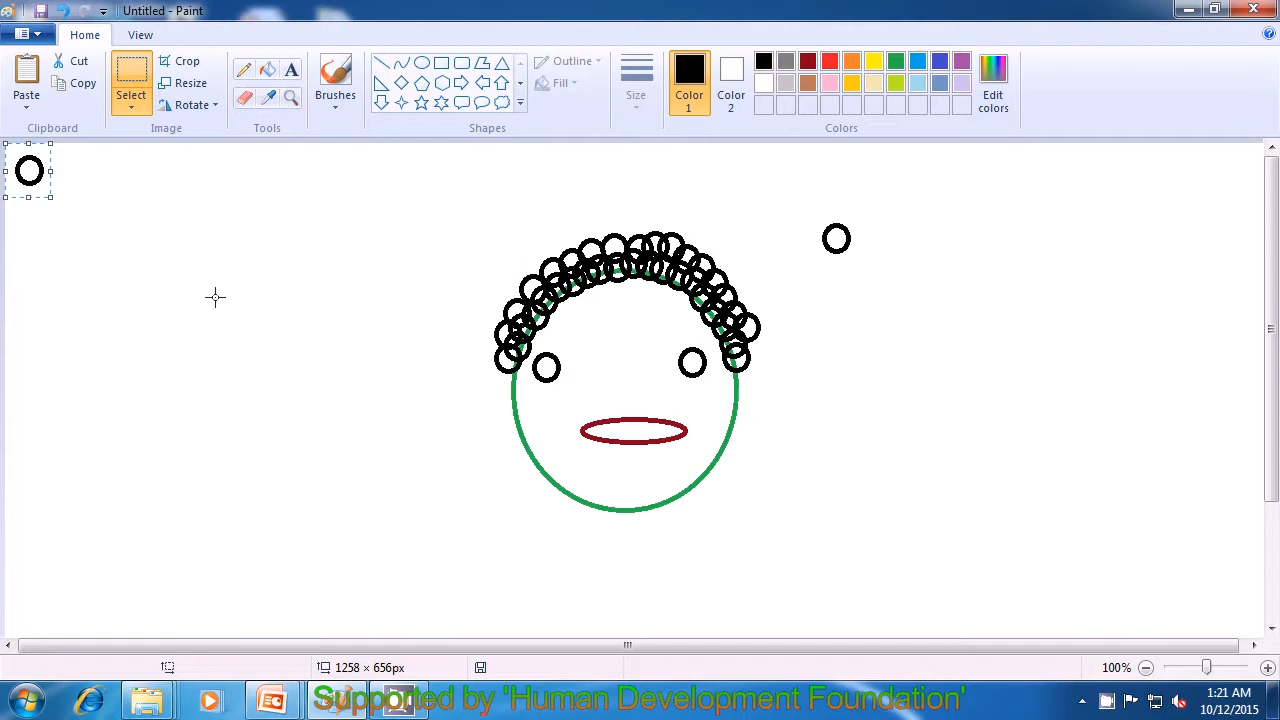 Untitled - Paint
Home View
Paste Cut Copy
Clipboard
Select Crop Resize Rotate
Image
Tools
Brushes
Outline Fill
Shapes
Size
Color 1
Color 2
Edit colors
Colors
1258 × 656px
100%
Supported by 'Human Development Foundation'
1:21 AM
10/12/2015